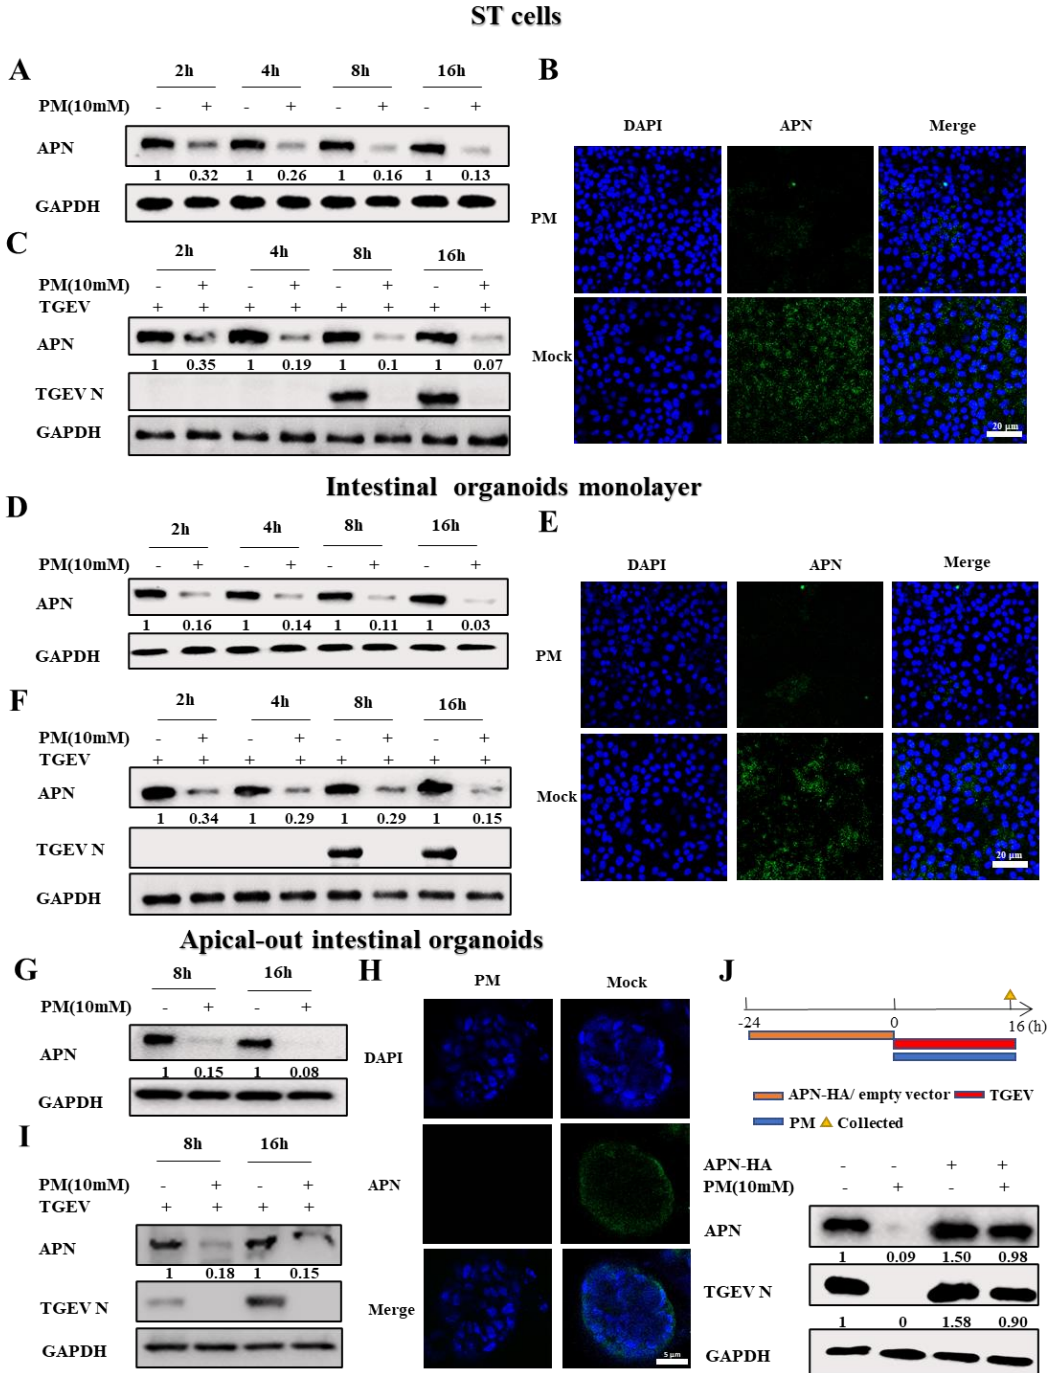 ST cells
A
2h 4h 8h 16h
PM(10mM) - + - + - + - +
APN
1 0.32 1 0.26 1 0.16 1 0.13
GAPDH
B
DAPI APN Merge
PM
Mock
20 μm
C
2h 4h 8h 16h
PM(10mM) - + - + - + - +
TGEV + + + + + + + +
APN
1 0.35 1 0.19 1 0.1 1 0.07
TGEV N
GAPDH
Intestinal organoids monolayer
D
2h 4h 8h 16h
PM(10mM) - + - + - + - +
APN
1 0.16 1 0.14 1 0.11 1 0.03
GAPDH
E
DAPI APN Merge
PM
Mock
20 μm
F
2h 4h 8h 16h
PM(10mM) - + - + - + - +
TGEV + + + + + + + +
APN
1 0.34 1 0.29 1 0.29 1 0.15
TGEV N
GAPDH
Apical-out intestinal organoids
G
8h 16h
PM(10mM) - + - +
APN
1 0.15 1 0.08
GAPDH
H
PM Mock
DAPI
APN
Merge
5 μm
I
8h 16h
PM(10mM) - + - +
TGEV + + + +
APN
1 0.18 1 0.15
TGEV N
GAPDH
J
-24 0 16 (h)
APN-HA/ empty vector TGEV
PM Collected
APN-HA - - + +
PM(10mM) - + - +
APN
1 0.09 1.50 0.98
TGEV N
1 0 1.58 0.90
GAPDH